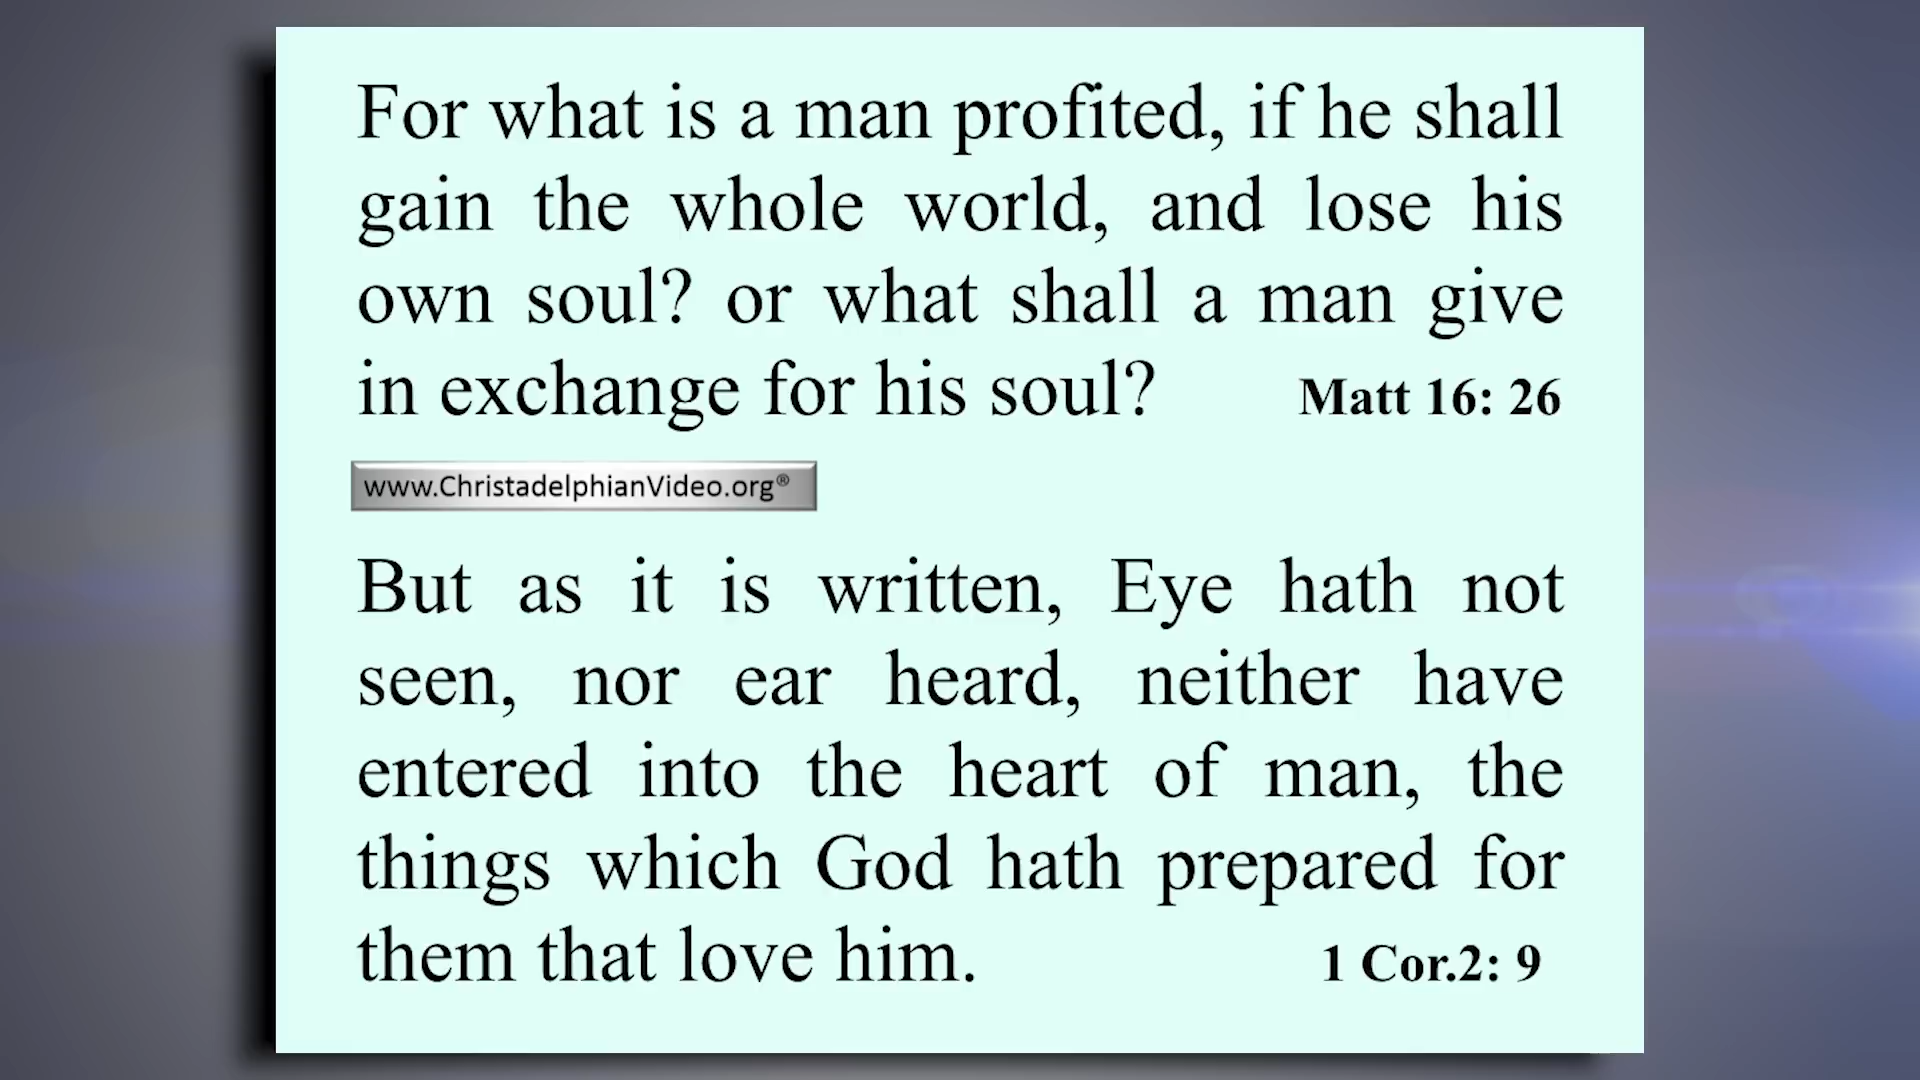 For what is a man profited, if he shall
gain the whole world, and lose his
own soul? or what shall a man give
in exchange for his soul? Matt 16: 26
www.ChristadelphianVideo.org®
But as it is written, Eye hath not
seen, nor ear heard, neither have
entered into the heart of man, the
things which God hath prepared for
them that love him. 1 Cor.2: 9